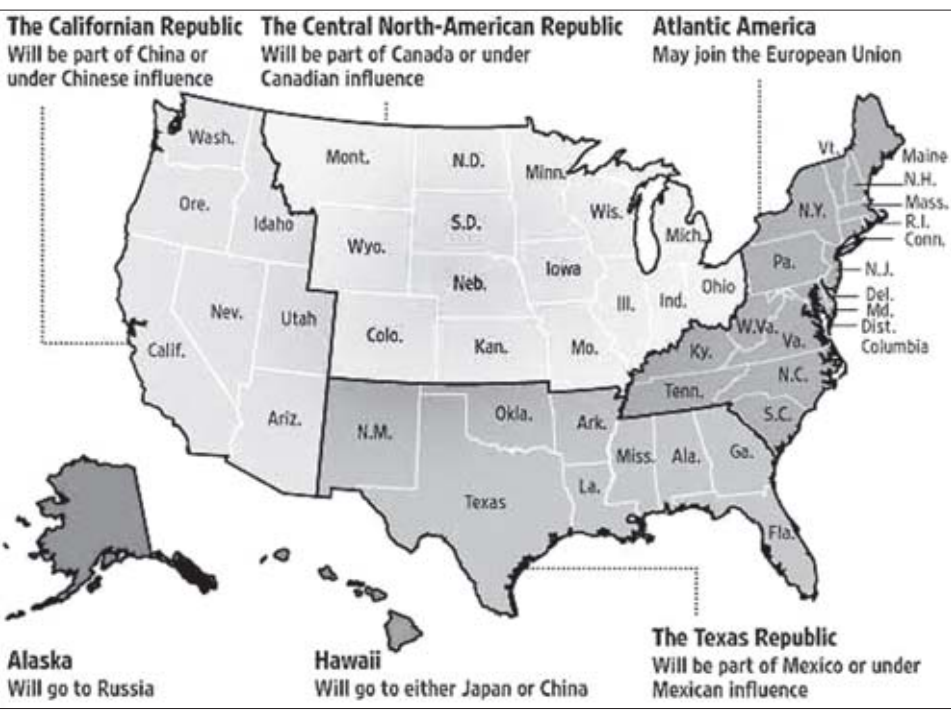 The Californian Republic
Will be part of China or
under Chinese influence
The Central North-American Republic
Will be part of Canada or under
Canadian influence
Atlantic America
May join the European Union
Wash.
Ore.
Idaho
Nev.
Utah
Calif.
Ariz.
Mont.
N.D.
Minn.
S.D.
Wis.
Mich.
Wyo.
Neb.
Iowa
Ill.
Ind.
Ohio
Colo.
Kan.
Mo.
Vt.
Maine
N.H.
Mass.
R.I.
Conn.
N.Y.
Pa.
N.J.
Del.
Md.
Dist.
Columbia
W.Va.
Va.
Ky.
Tenn.
N.C.
S.C.
N.M.
Okla.
Ark.
Texas
La.
Miss.
Ala.
Ga.
Fla.
Alaska
Will go to Russia
Hawaii
Will go to either Japan or China
The Texas Republic
Will be part of Mexico or under
Mexican influence